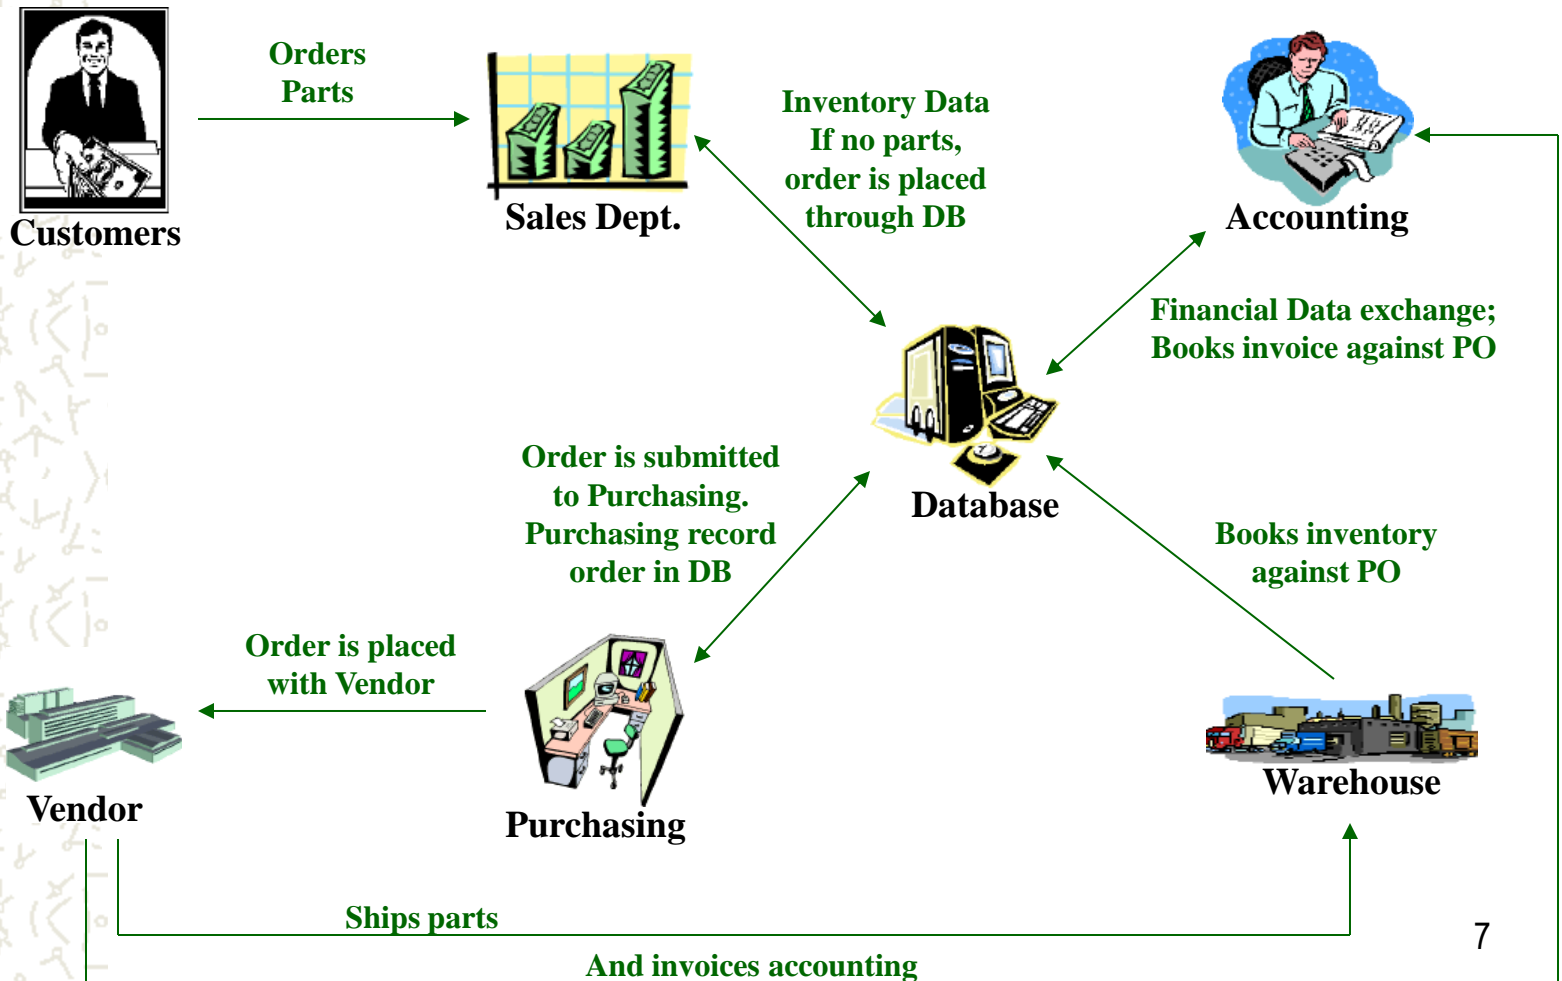 Orders
Parts
Customers
Sales Dept.
Inventory Data
If no parts,
order is placed
through DB
Accounting
Financial Data exchange;
Books invoice against PO
Database
Order is submitted
to Purchasing.
Purchasing record
order in DB
Books inventory
against PO
Order is placed
with Vendor
Vendor
Purchasing
Warehouse
Ships parts
And invoices accounting
7